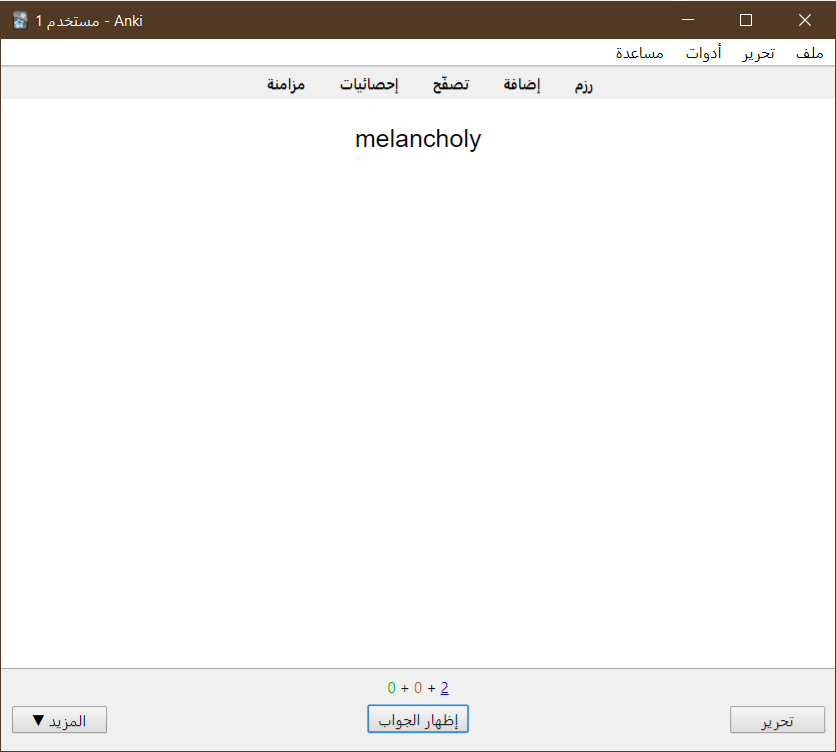 مستخدم 1 - Anki
ملف تحرير أدوات مساعدة
رزم إضافة تصفّح إحصائيات مزامنة
melancholy
0 + 0 + 2
تحرير إظهار الجواب المزيد ▼